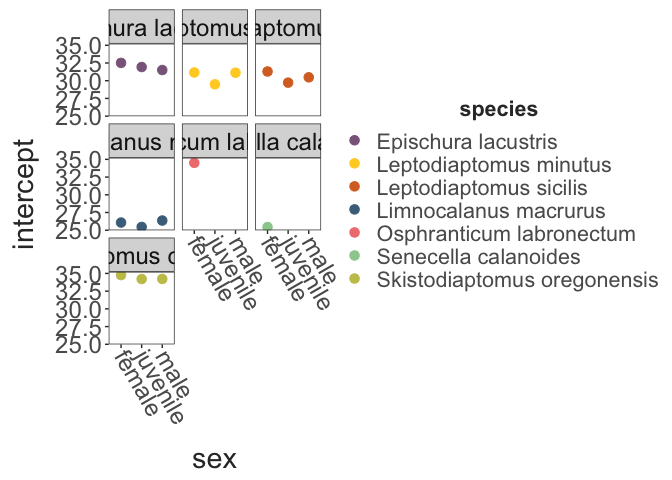 hura la
ptomus
aptomu
35.0
32.5
30.0
27.5
25.0
anus r
cum la
lla cala
35.0
32.5
30.0
27.5
25.0
female
juvenile
male
female
juvenile
male
omus o
35.0
32.5
30.0
27.5
25.0
female
juvenile
male
intercept
sex
species
Epischura lacustris
Leptodiaptomus minutus
Leptodiaptomus sicilis
Limnocalanus macrurus
Osphranticum labronectum
Senecella calanoides
Skistodiaptomus oregonensis